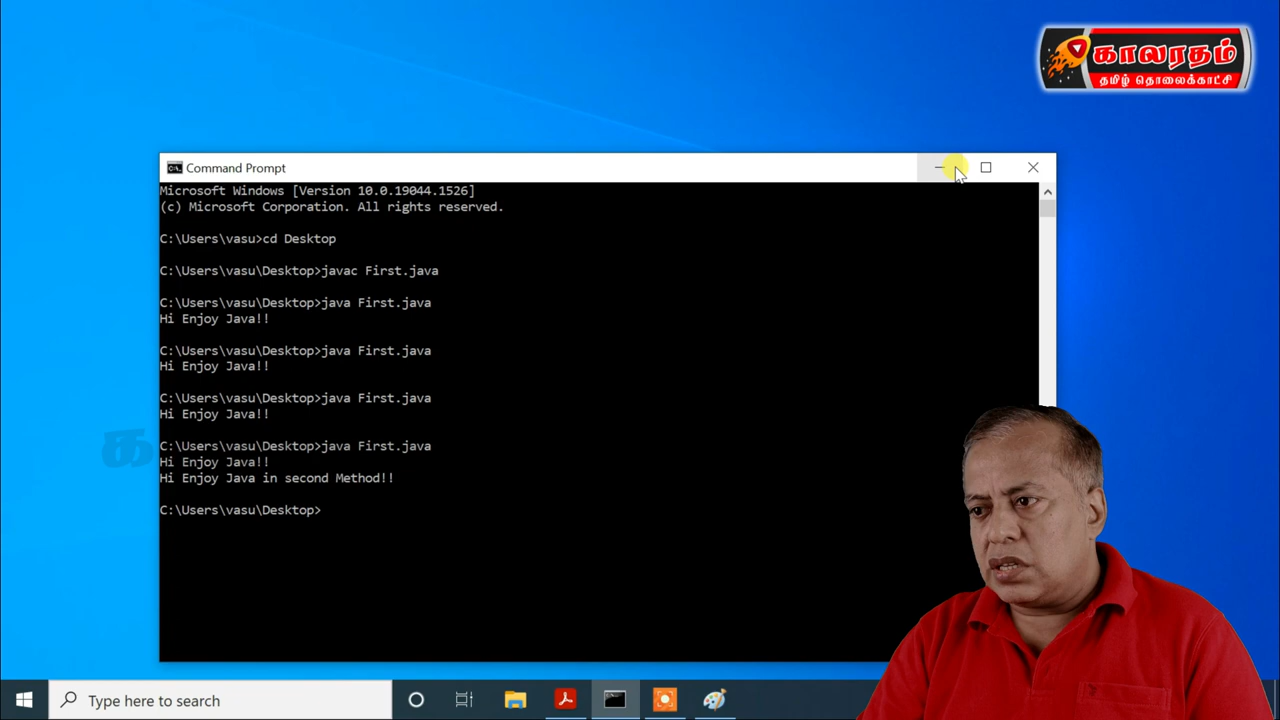 காலரதம்
தமிழ் தொலைக்காட்சி
Command Prompt
Microsoft Windows [Version 10.0.19044.1526]
(c) Microsoft Corporation. All rights reserved.
C:\Users\vasu>cd Desktop
C:\Users\vasu\Desktop>javac First.java
C:\Users\vasu\Desktop>java First.java
Hi Enjoy Java!!
C:\Users\vasu\Desktop>java First.java
Hi Enjoy Java!!
C:\Users\vasu\Desktop>java First.java
Hi Enjoy Java!!
C:\Users\vasu\Desktop>java First.java
Hi Enjoy Java!!
Hi Enjoy Java in second Method!!
C:\Users\vasu\Desktop>
Type here to search